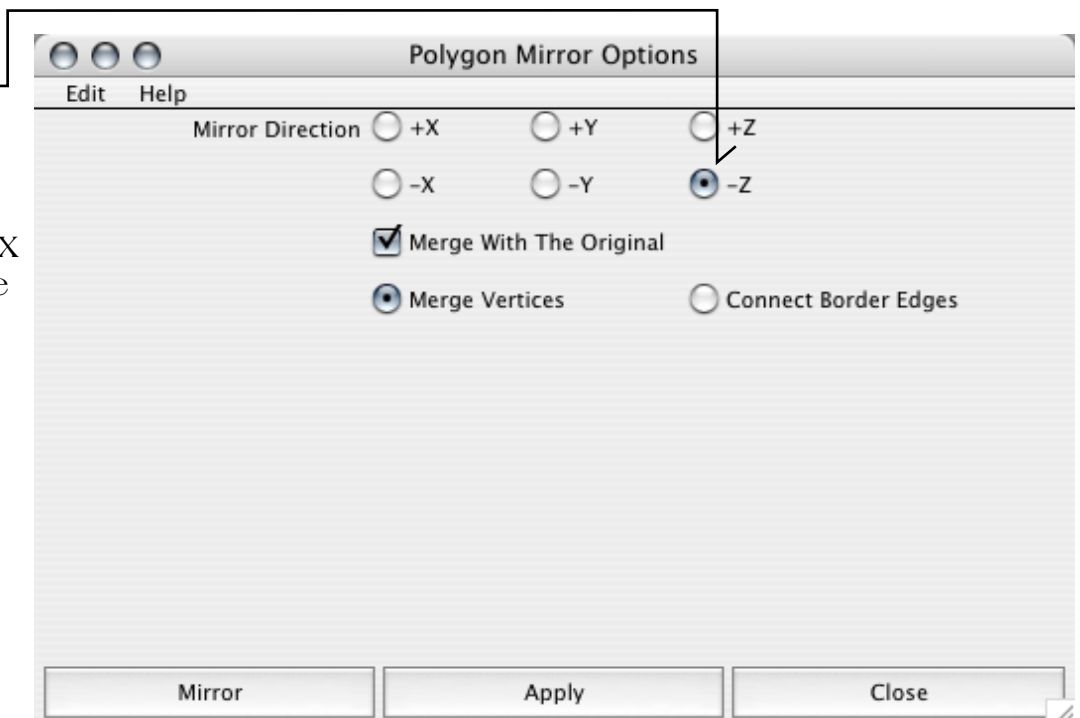 Polygon Mirror Options
Edit Help
Mirror Direction +X +Y +Z
-X -Y -Z
Merge With The Original
X
e
Merge Vertices Connect Border Edges
Mirror Apply Close